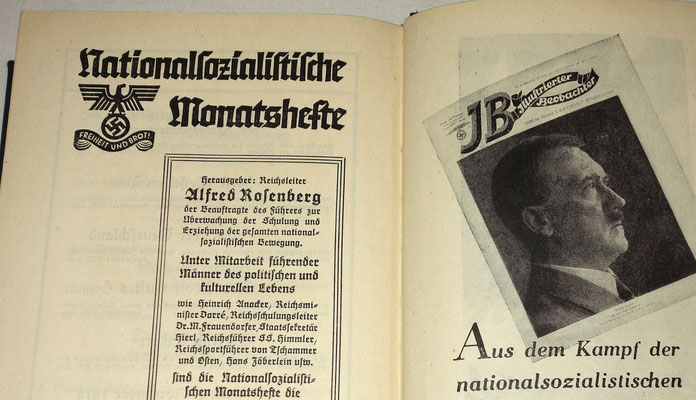 Nationalsozialistische
Monatshefte
FREIHEIT UND BROT!
Herausgeber: Reichsleiter
Alfred Rosenberg
der Beauftragte des Führers zur
Überwachung der Schulung und
Erziehung der gesamten national-
sozialistischen Bewegung.
Unter Mitarbeit führender
Männer des politischen und
kulturellen Lebens
wie Heinrich Anacker, Reichsmi-
nister Darré, Reichsschulungsleiter
Dr. M. Frauendorfer, Staatssekretär
Hierl, Reichsführer SS. Himmler,
Reichssportführer von Tschammer
und Osten, Hans Zöberlein usw.
sind die Nationalsozialisti-
schen Monatshefte die
JB
Illustrierter
Beobachter
Aus dem Kampf der
nationalsozialistischen